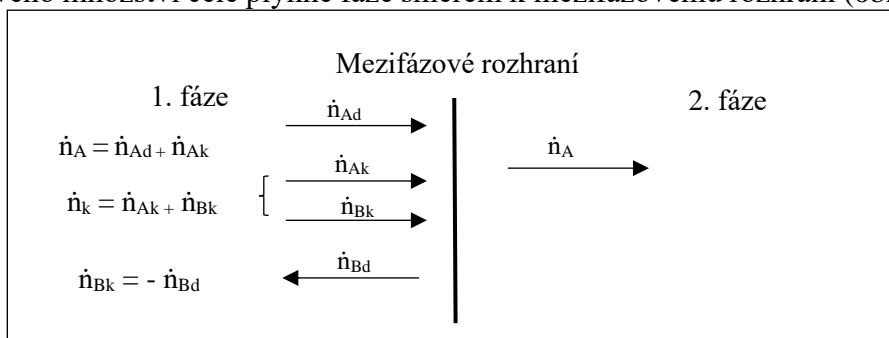 Mezifázové rozhraní
1. fáze
2. fáze
ṅAd
ṅA = ṅAd + ṅAk
ṅAk
ṅA
ṅk = ṅAk + ṅBk
ṅBk
ṅBk = - ṅBd
ṅBd